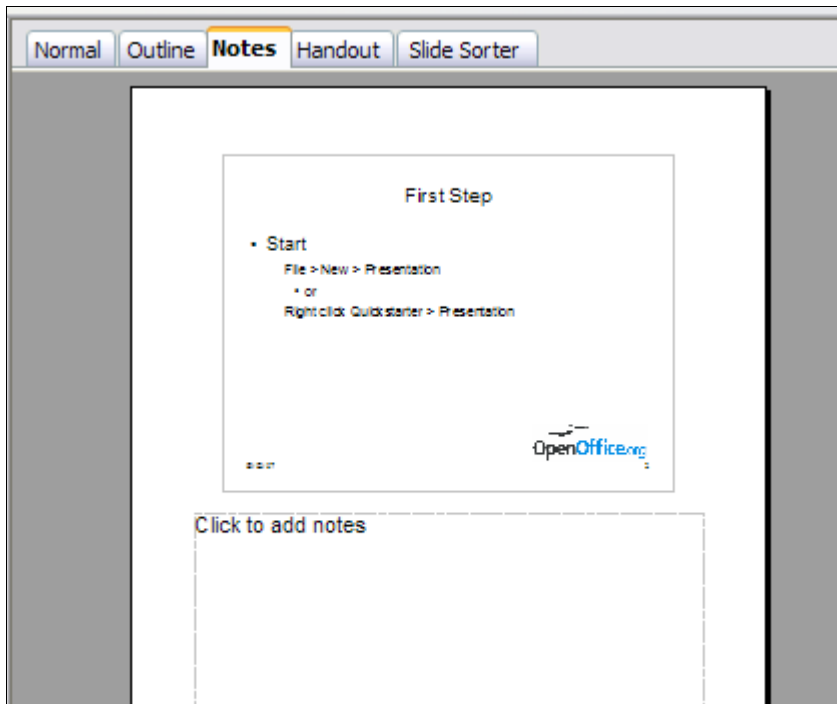 Normal Outline Notes Handout Slide Sorter
First Step
• Start
File > New > Presentation
• or
Right click Quickstarter > Presentation
OpenOffice.org
Click to add notes